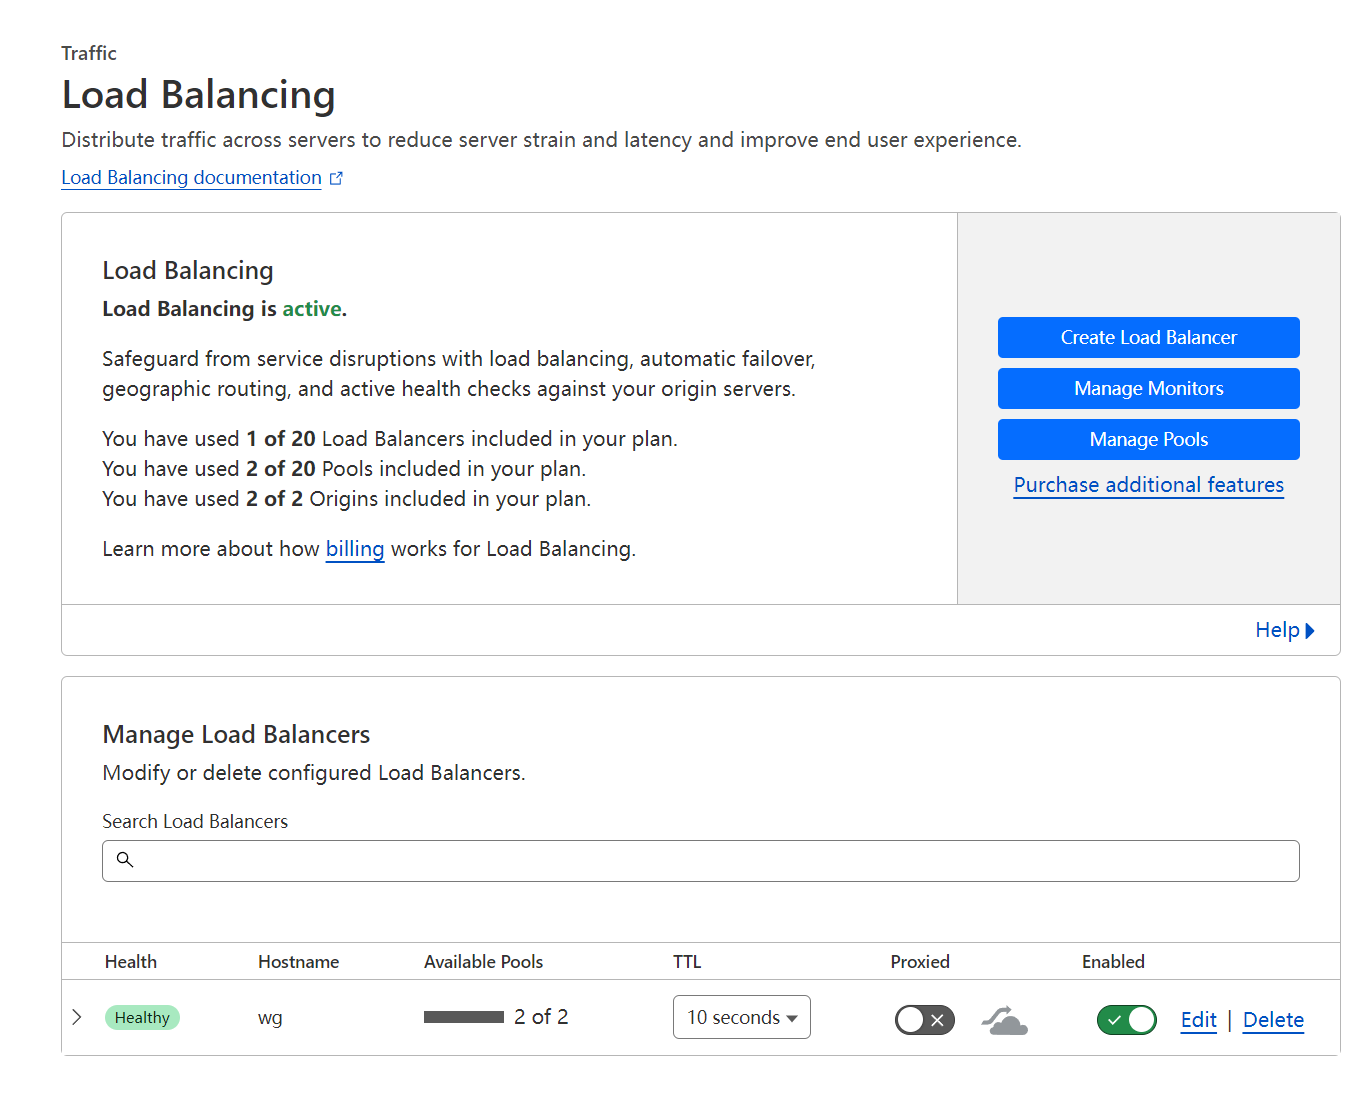 Traffic
Load Balancing
Distribute traffic across servers to reduce server strain and latency and improve end user experience.
Load Balancing documentation
Load Balancing
Load Balancing is active.
Safeguard from service disruptions with load balancing, automatic failover,
geographic routing, and active health checks against your origin servers.
You have used 1 of 20 Load Balancers included in your plan.
You have used 2 of 20 Pools included in your plan.
You have used 2 of 2 Origins included in your plan.
Learn more about how billing works for Load Balancing.
Create Load Balancer
Manage Monitors
Manage Pools
Purchase additional features
Help
Manage Load Balancers
Modify or delete configured Load Balancers.
Search Load Balancers
Health Hostname Available Pools TTL Proxied Enabled
Healthy wg 2 of 2 10 seconds Edit | Delete